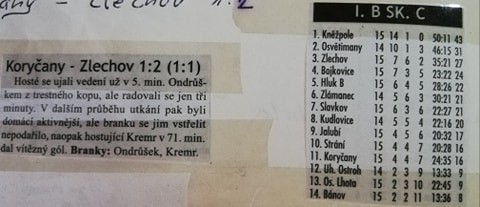 any - Zlechov 1:2
Koryčany - Zlechov 1:2 (1:1)
Hosté se ujali vedení už v 5. min. Ondrůš-
kem z trestného kopu, ale radovali se jen tři
minuty. V dalším průběhu utkání pak byli
domácí aktivnější, ale branku se jim vstřelit
nepodařilo, naopak hostující Kremr v 71. min.
dal vítězný gól. Branky: Ondrůšek, Kremr.
I. B SK. C
1. Kněžpole 15 14 1 0 50:11 43
2. Osvětimany 14 10 1 3 46:15 31
3. Zlechov 15 7 6 2 35:21 27
4. Bojkovice 15 7 3 5 23:22 24
5. Hluk B 15 6 4 5 28:26 22
6. Zlámanec 14 5 6 3 30:21 21
7. Slavkov 15 6 3 6 22:27 21
8. Kudlovice 14 5 5 4 21:16 20
9. Jalubí 15 4 5 6 20:32 17
10. Strání 15 4 4 7 20:28 16
11. Koryčany 15 4 4 7 24:35 16
12. Uh. Ostroh 14 2 3 9 13:33 9
13. Os. Lhota 15 2 3 10 22:45 9
14. Bánov 15 2 2 11 13:36 8